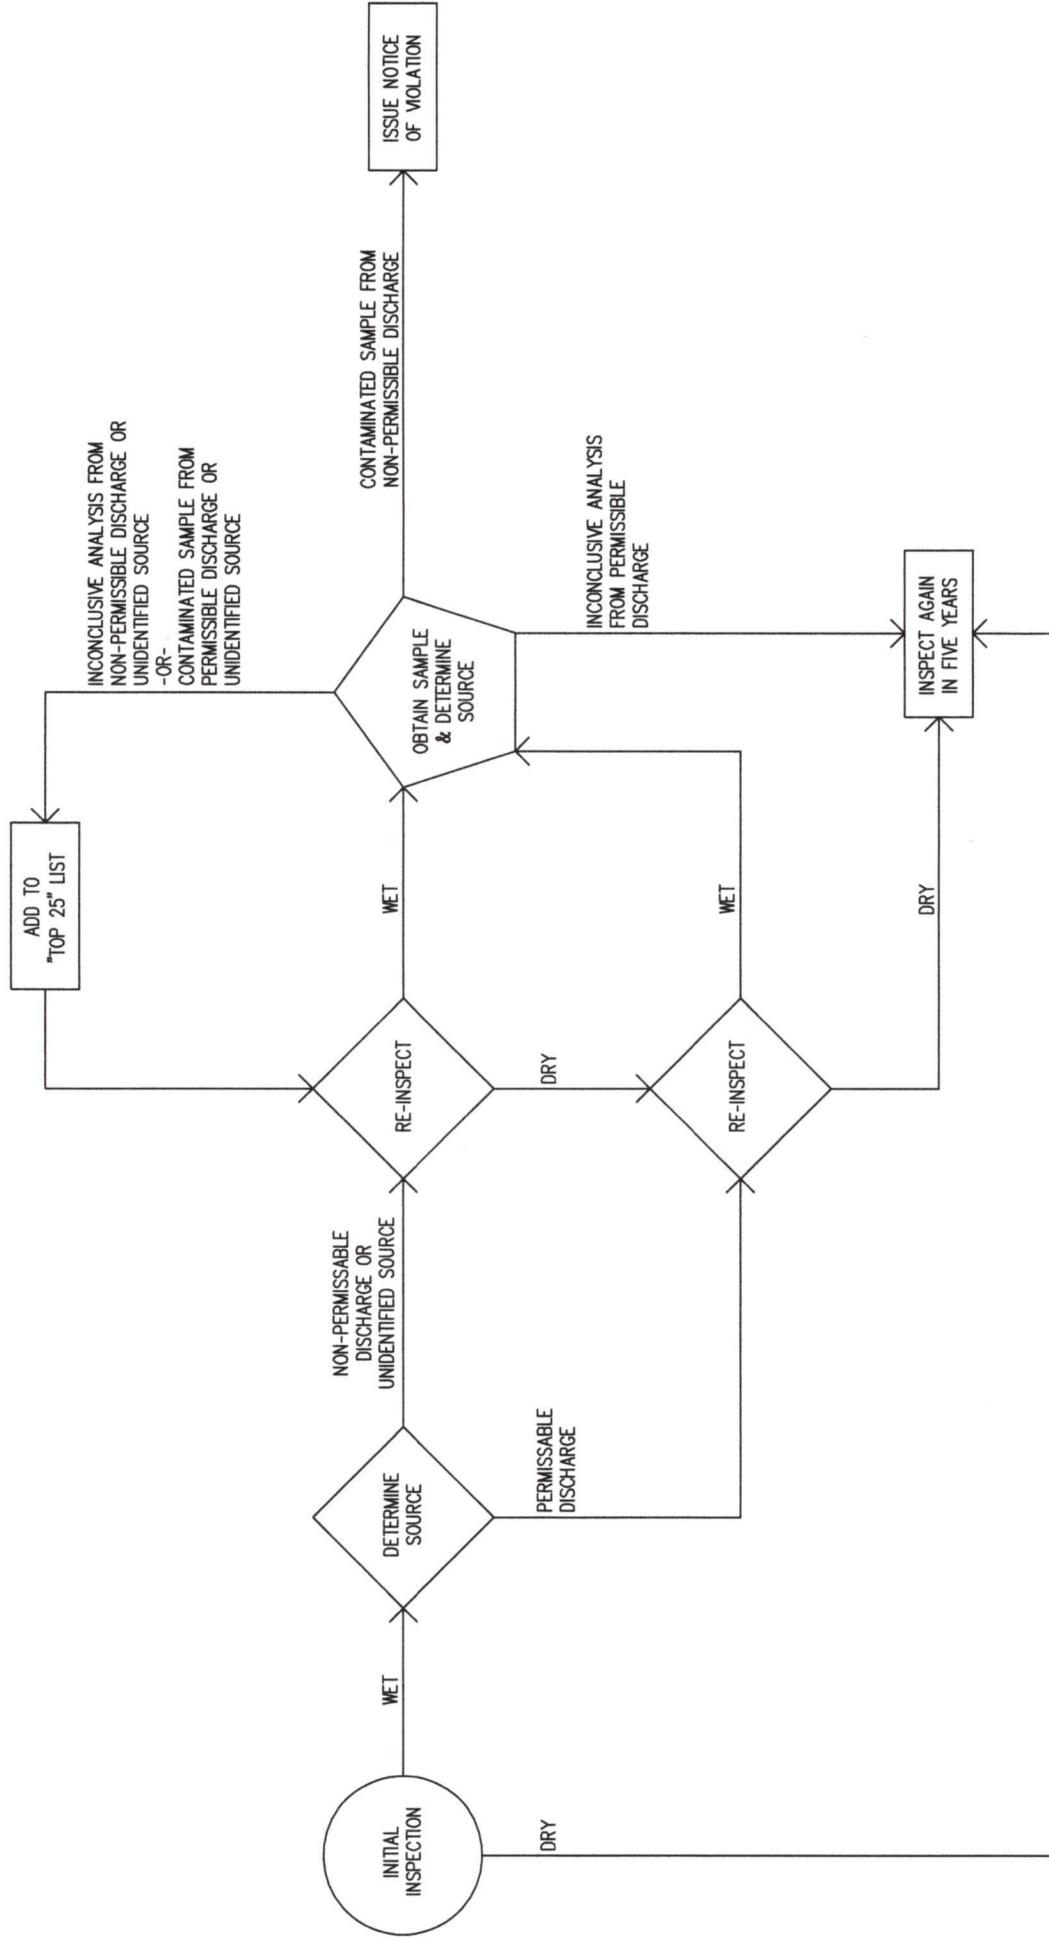 INITIAL
INSPECTION
WET
DRY
DETERMINE
SOURCE
NON-PERMISSABLE
DISCHARGE OR
UNIDENTIFIED SOURCE
PERMISSABLE
DISCHARGE
ADD TO
"TOP 25" LIST
RE-INSPECT
WET
DRY
RE-INSPECT
WET
DRY
INCONCLUSIVE ANALYSIS FROM
NON-PERMISSIBLE DISCHARGE OR
UNIDENTIFIED SOURCE
-OR-
CONTAMINATED SAMPLE FROM
PERMISSIBLE DISCHARGE OR
UNIDENTIFIED SOURCE
OBTAIN SAMPLE
& DETERMINE
SOURCE
CONTAMINATED SAMPLE FROM
NON-PERMISSIBLE DISCHARGE
INCONCLUSIVE ANALYSIS
FROM PERMISSIBLE
DISCHARGE
INSPECT AGAIN
IN FIVE YEARS
ISSUE NOTICE
OF VIOLATION